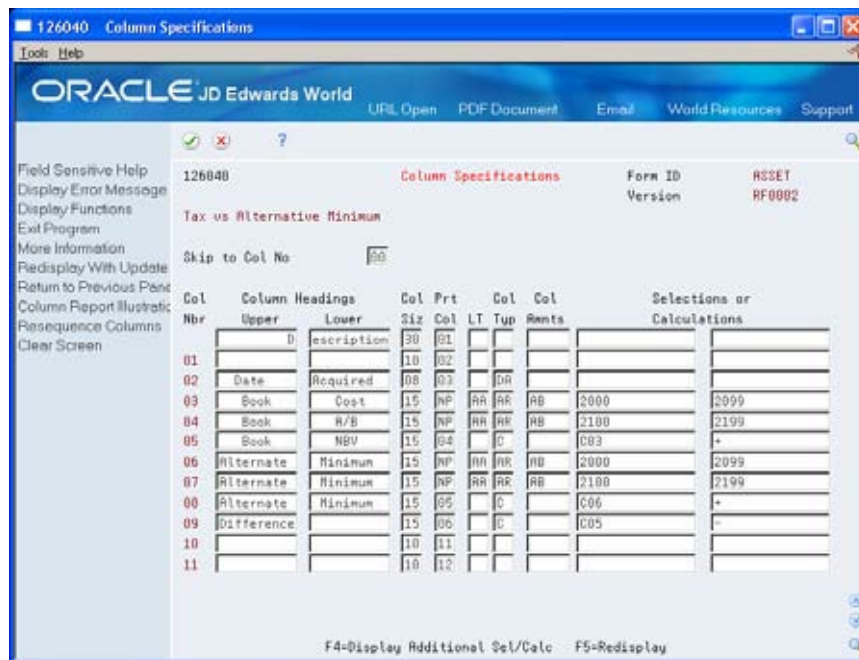 126040 Column Specifications
Tools Help
ORACLE JD Edwards World
URL Open PDF Document Email World Resources Support
?
Field Sensitive Help
Display Error Message
Display Functions
Exit Program
More Information
Redisplay With Update
Return to Previous Pane
Column Report Illustratic
Resequence Columns
Clear Screen
126040 Column Specifications Form ID ASSET
Version RF0002
Tax vs Alternative Minimum
Skip to Col No 00
Col Column Headings Col Prt Col Col Selections or
Nbr Upper Lower Siz Col LT Typ Amnts Calculations
D escription 30 01
01 10 02
02 Date Acquired 08 03 DA
03 Book Cost 15 NP AA AR AB 2000 2099
04 Book A/B 15 NP AA AR AB 2100 2199
05 Book NBV 15 04 C C03 +
06 Alternate Minimum 15 NP AA AR AB 2000 2099
07 Alternate Minimum 15 NP AA AR AB 2100 2199
08 Alternate Minimum 15 05 C C06 +
09 Difference 15 06 C C05 -
10 10 11
11 10 12
F4=Display Additional Sel/Calc F5=Redisplay